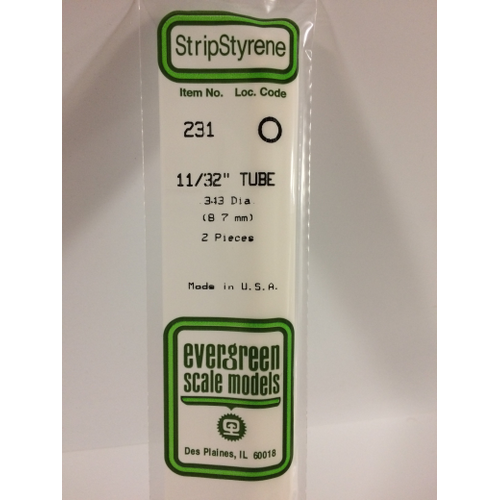 StripStyrene
Item No. Loc. Code
231 O
11/32" TUBE
.343 Dia.
(8.7 mm)
2 Pieces
Made in U.S.A.
evergreen
scale models
Des Plaines, IL 60018